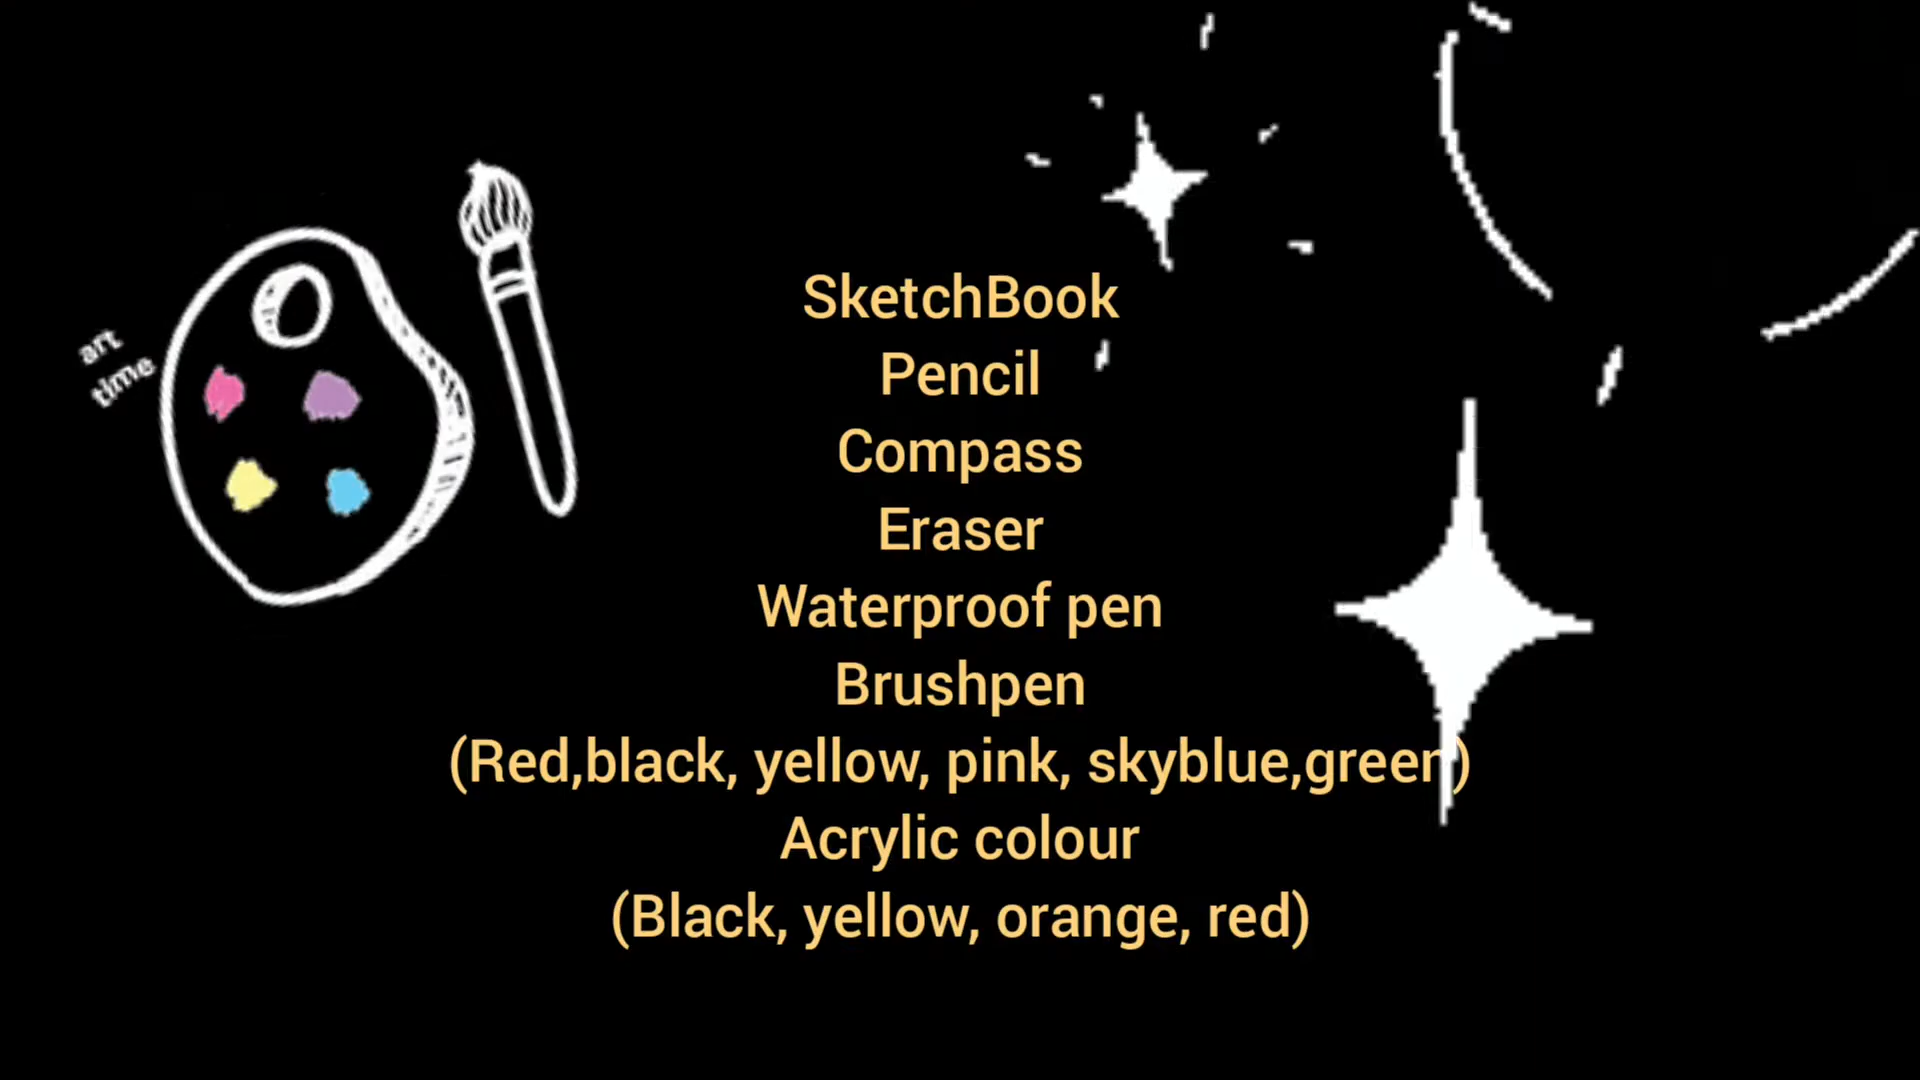 art
time
SketchBook
Pencil
Compass
Eraser
Waterproof pen
Brushpen
(Red,black, yellow, pink, skyblue,green)
Acrylic colour
(Black, yellow, orange, red)